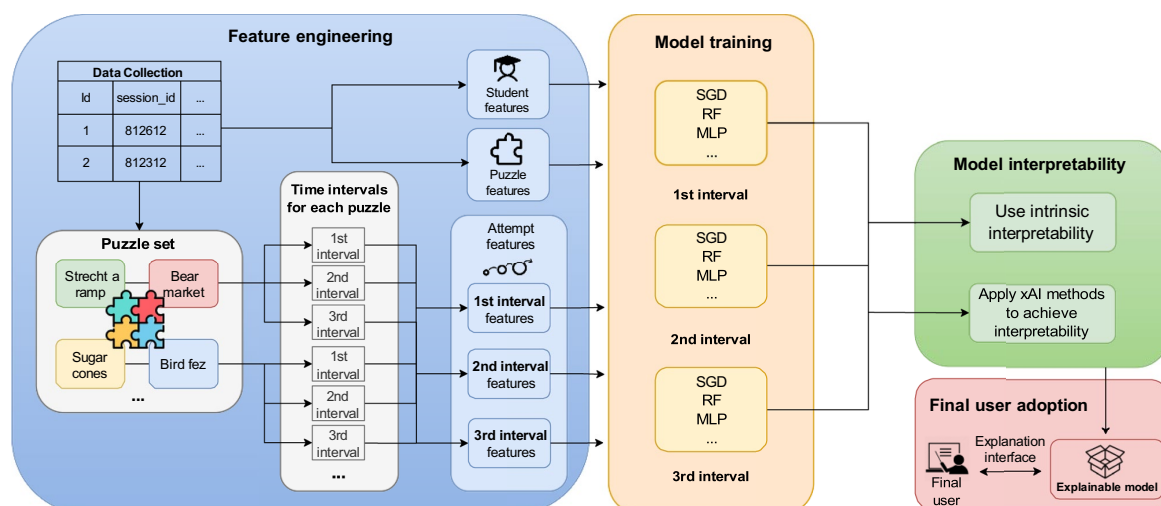 Feature engineering
Data Collection
Id session_id ...
1 812612 ...
2 812312 ...
Student
features
Puzzle
features
Puzzle set
Strecht a
ramp
Bear
market
Sugar
cones
Bird fez
...
Time intervals
for each puzzle
1st
interval
2nd
interval
3rd
interval
1st
interval
2nd
interval
3rd
interval
...
Attempt
features
1st interval
features
2nd interval
features
3rd interval
features
Model training
SGD
RF
MLP
...
1st interval
SGD
RF
MLP
...
2nd interval
SGD
RF
MLP
...
3rd interval
Model interpretability
Use intrinsic
interpretability
Apply xAI methods
to achieve
interpretability
Final user adoption
Final
user
Explanation
interface
Explainable model